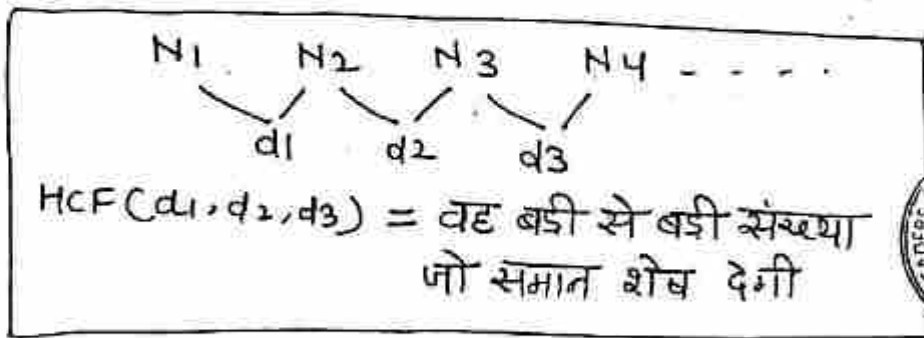 N1 N2 N3 N4 - - - - .
d1 d2 d3
HCF(d1,d2,d3) = वह बडी से बडी संख्या
जो समान शेष देगी